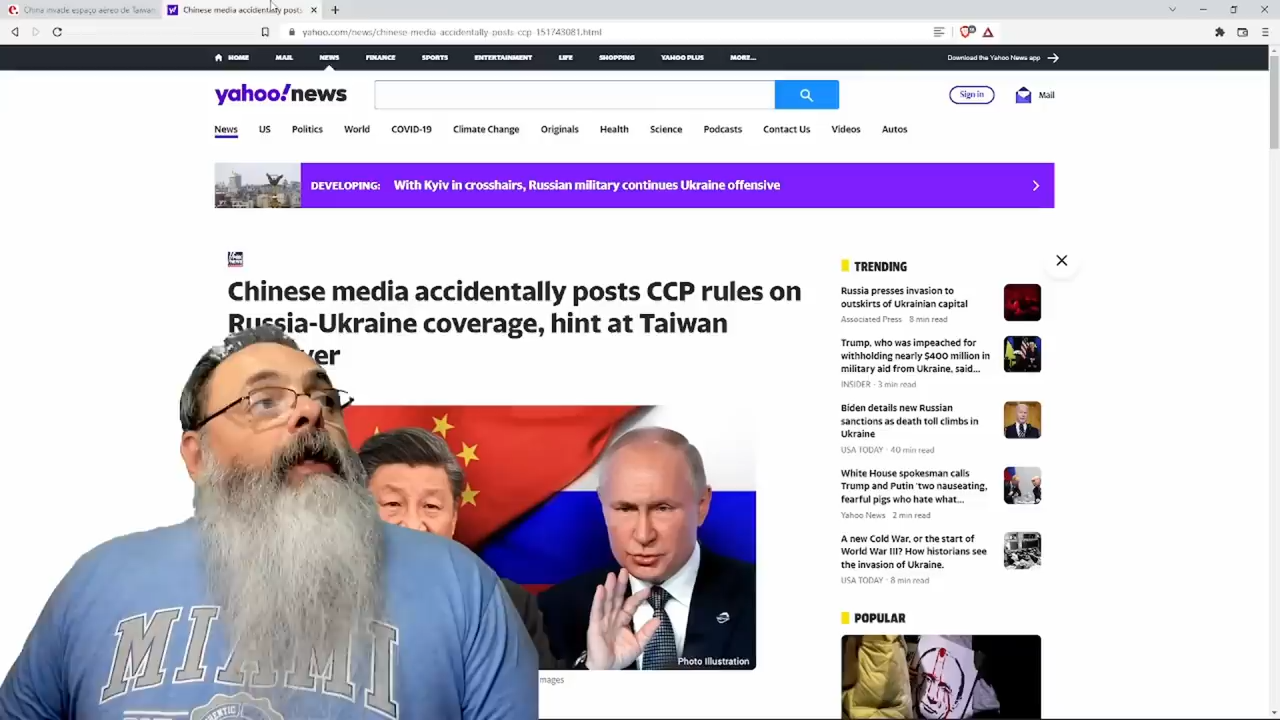 China invade espaço aéreo de Taiwan
Chinese media accidentally posts
yahoo.com/news/chinese-media-accidentally-posts-ccp-151743081.html
HOME MAIL NEWS FINANCE SPORTS ENTERTAINMENT LIFE SHOPPING YAHOO PLUS MORE...
Download the Yahoo News app
yahoo!news
Sign in
Mail
News US Politics World COVID-19 Climate Change Originals Health Science Podcasts Contact Us Videos Autos
DEVELOPING: With Kyiv in crosshairs, Russian military continues Ukraine offensive
Chinese media accidentally posts CCP rules on
Russia-Ukraine coverage, hint at Taiwan
Photo Illustration
TRENDING
Russia presses invasion to
outskirts of Ukrainian capital
Associated Press · 8 min read
Trump, who was impeached for
withholding nearly $400 million in
military aid from Ukraine, said...
INSIDER · 3 min read
Biden details new Russian
sanctions as death toll climbs in
Ukraine
USA TODAY · 40 min read
White House spokesman calls
Trump and Putin 'two nauseating,
fearful pigs who hate what...
Yahoo News · 2 min read
A new Cold War, or the start of
World War III? How historians see
the invasion of Ukraine.
USA TODAY · 8 min read
POPULAR
MIAMI